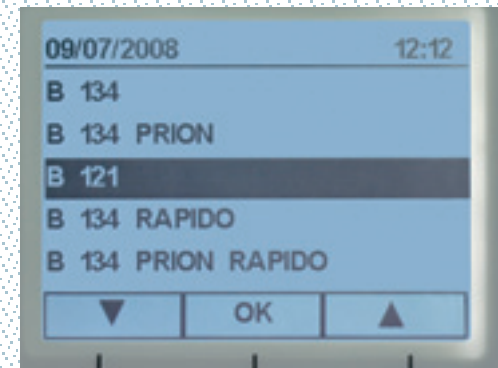 09/07/2008 12:12
B 134
B 134 PRION
B 121
B 134 RAPIDO
B 134 PRION RAPIDO
▼ OK ▲